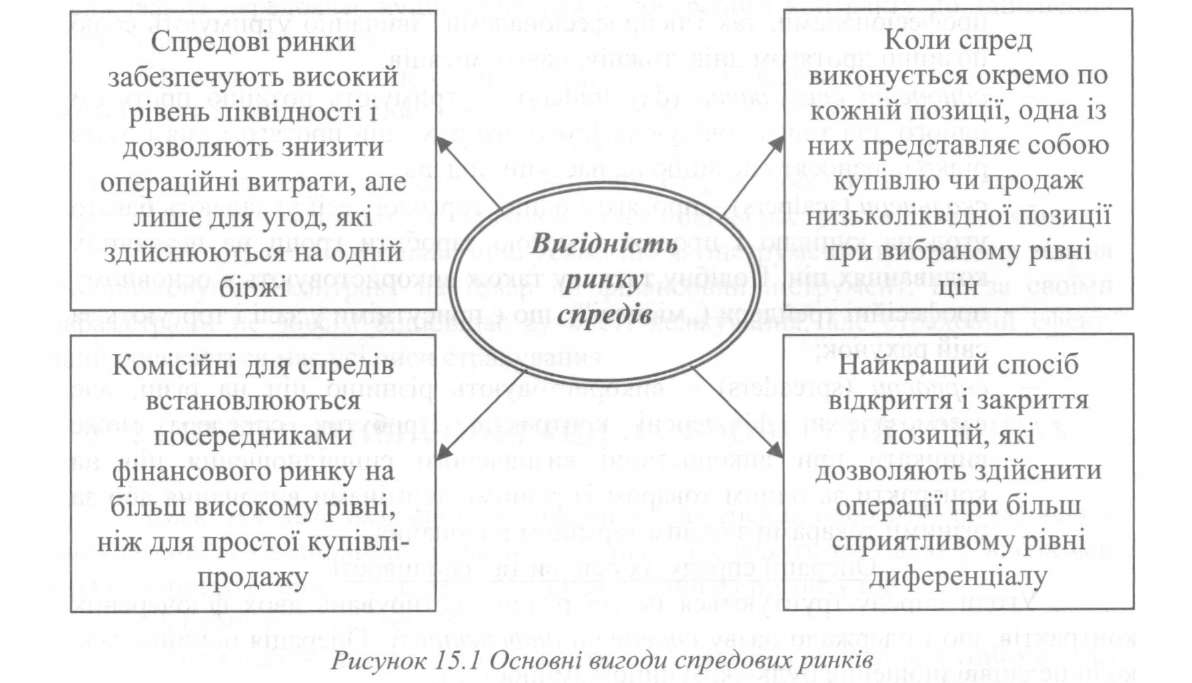 Спредові ринки
забезпечують високий
рівень ліквідності і
дозволяють знизити
операційні витрати, але
лише для угод, які
здійснюються на одній
біржі
Коли спред
виконується окремо по
кожній позиції, одна із
них представляє собою
купівлю чи продаж
низьколіквідної позиції
при вибраному рівні
цін
Вигідність
ринку
спредів
Комісійні для спредів
встановлюються
посередниками
фінансового ринку на
більш високому рівні,
ніж для простої купівлі-
продажу
Найкращий спосіб
відкриття і закриття
позицій, які
дозволяють здійснити
операції при більш
сприятливому рівні
диференціалу
Рисунок 15.1 Основні вигоди спредових ринків